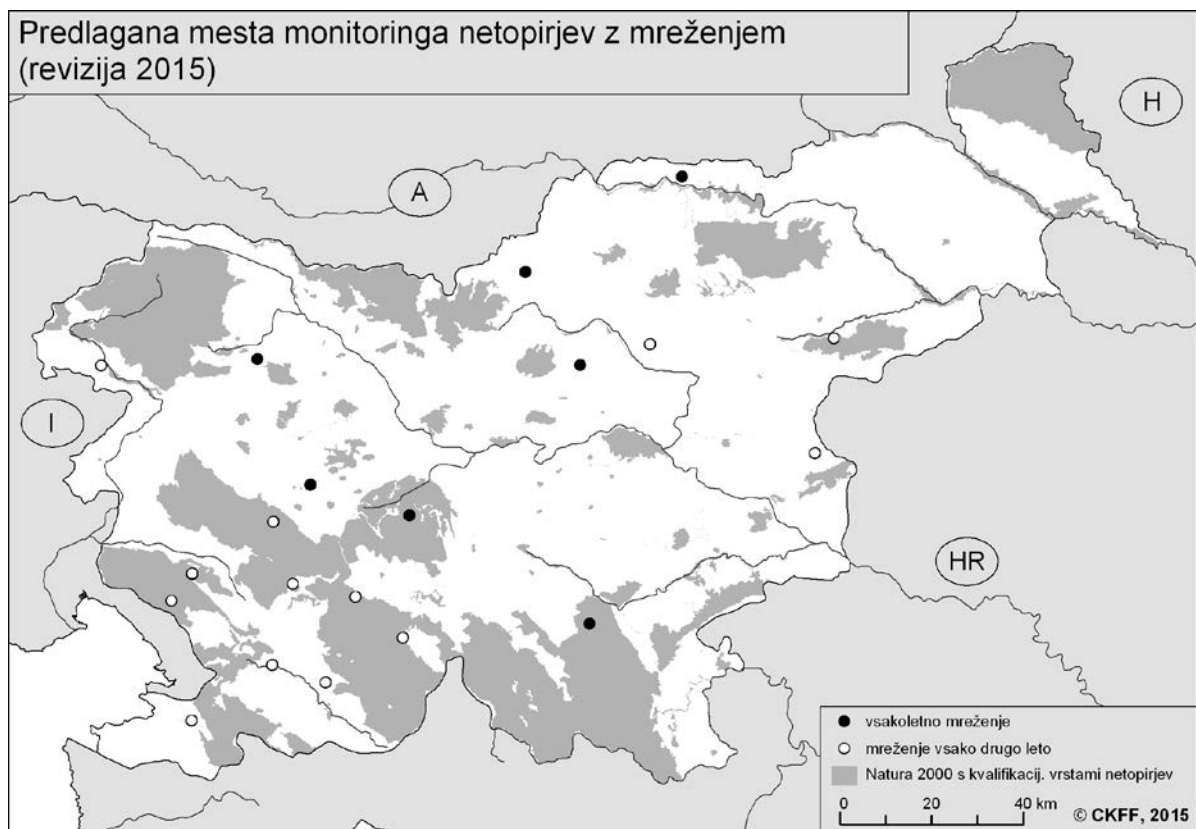 Predlagana mesta monitoringa netopirjev z mreženjem
(revizija 2015)
H
A
I
HR
vsakoletno mreženje
mreženje vsako drugo leto
Natura 2000 s kvalifikacij. vrstami netopirjev
0 20 40 km
© CKFF, 2015